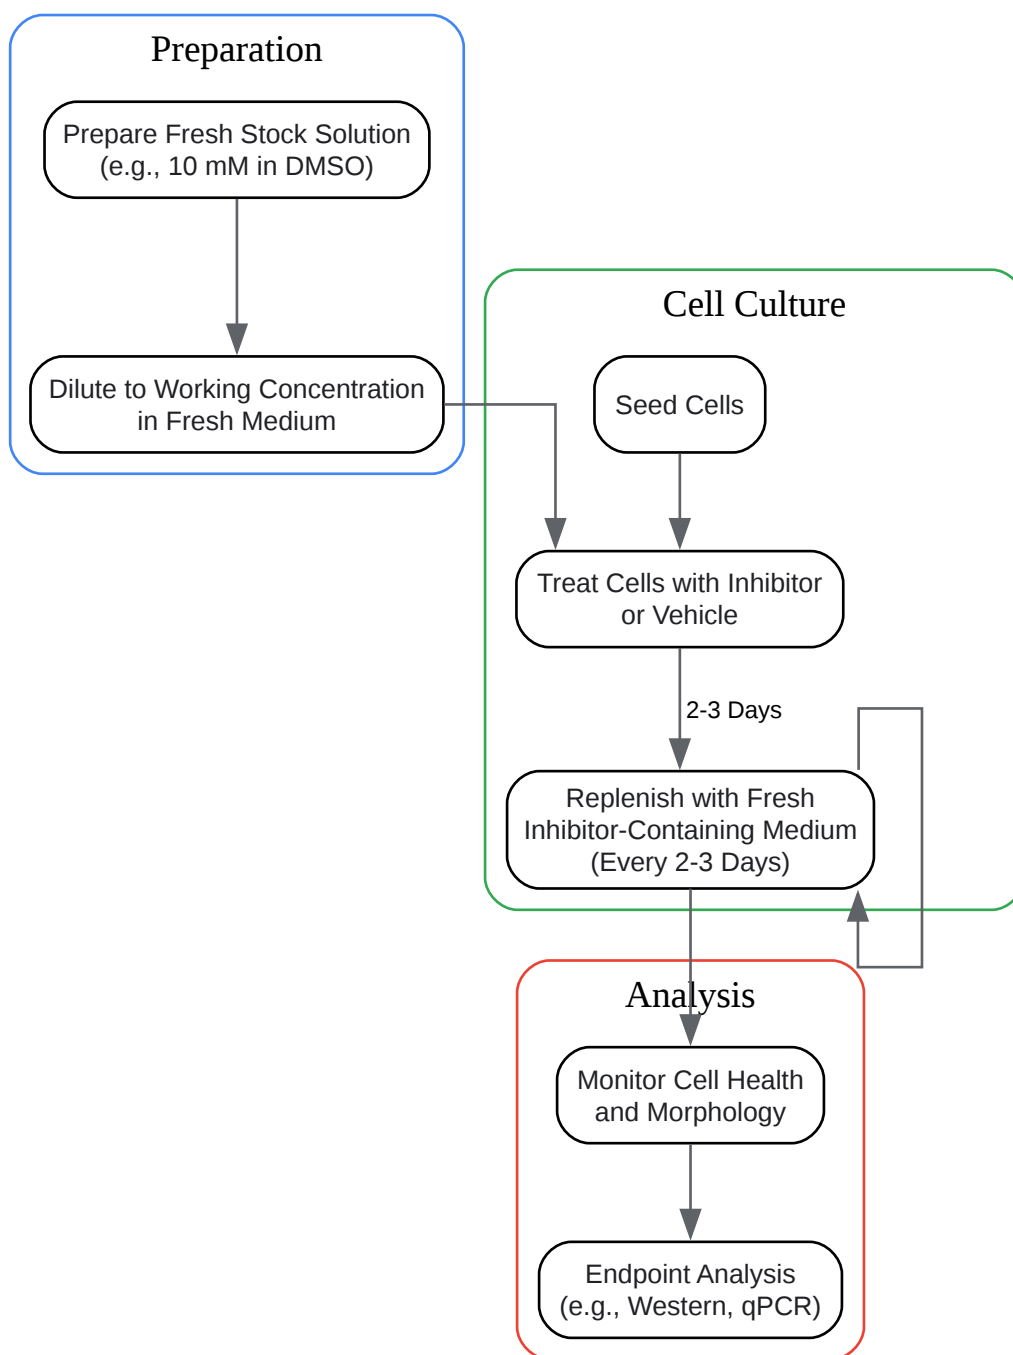 Preparation
Prepare Fresh Stock Solution
(e.g., 10 mM in DMSO)
Dilute to Working Concentration
in Fresh Medium
Cell Culture
Seed Cells
Treat Cells with Inhibitor
or Vehicle
2-3 Days
Replenish with Fresh
Inhibitor-Containing Medium
(Every 2-3 Days)
Analysis
Monitor Cell Health
and Morphology
Endpoint Analysis
(e.g., Western, qPCR)